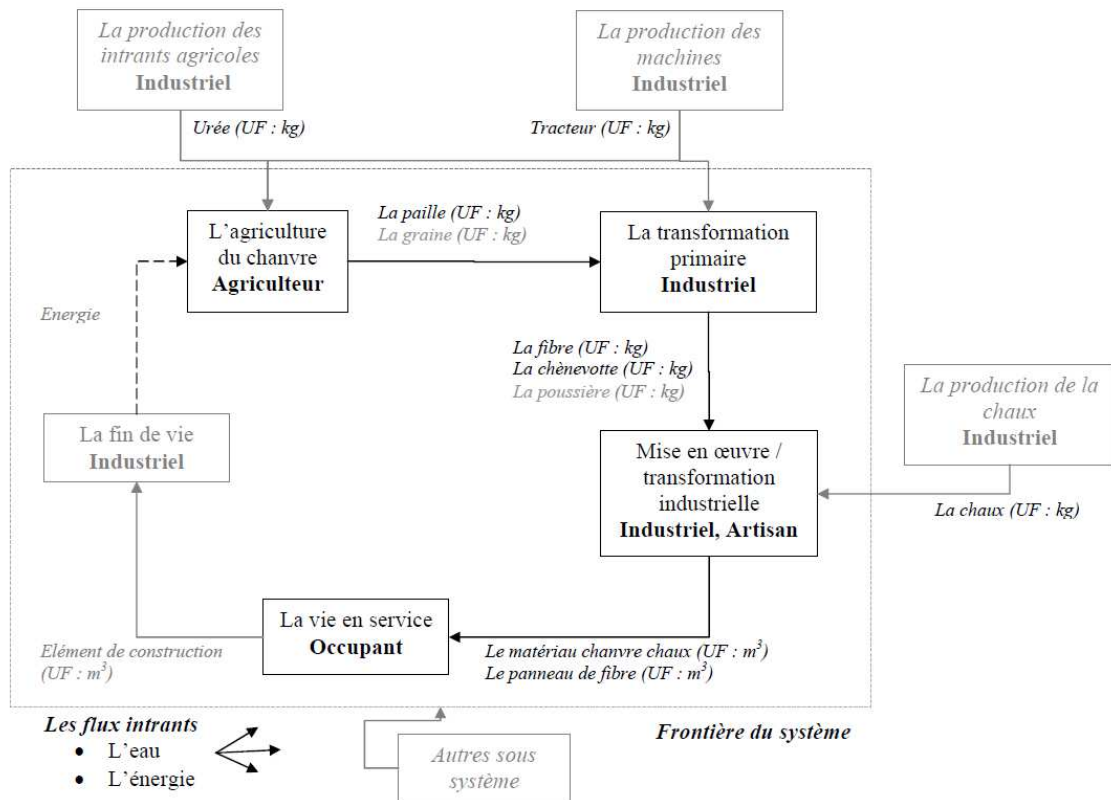 La production des
intrants agricoles
Industriel
La production des
machines
Industriel
Urée (UF : kg)
Tracteur (UF : kg)
L'agriculture
du chanvre
Agriculteur
La paille (UF : kg)
La graine (UF : kg)
La transformation
primaire
Industriel
Energie
La fibre (UF : kg)
La chènevotte (UF : kg)
La poussière (UF : kg)
La production de la
chaux
Industriel
La fin de vie
Industriel
Mise en œuvre /
transformation
industrielle
Industriel, Artisan
La chaux (UF : kg)
La vie en service
Occupant
Elément de construction
(UF : m³)
Le matériau chanvre chaux (UF : m³)
Le panneau de fibre (UF : m³)
Les flux intrants
• L'eau
• L'énergie
Autres sous
système
Frontière du système